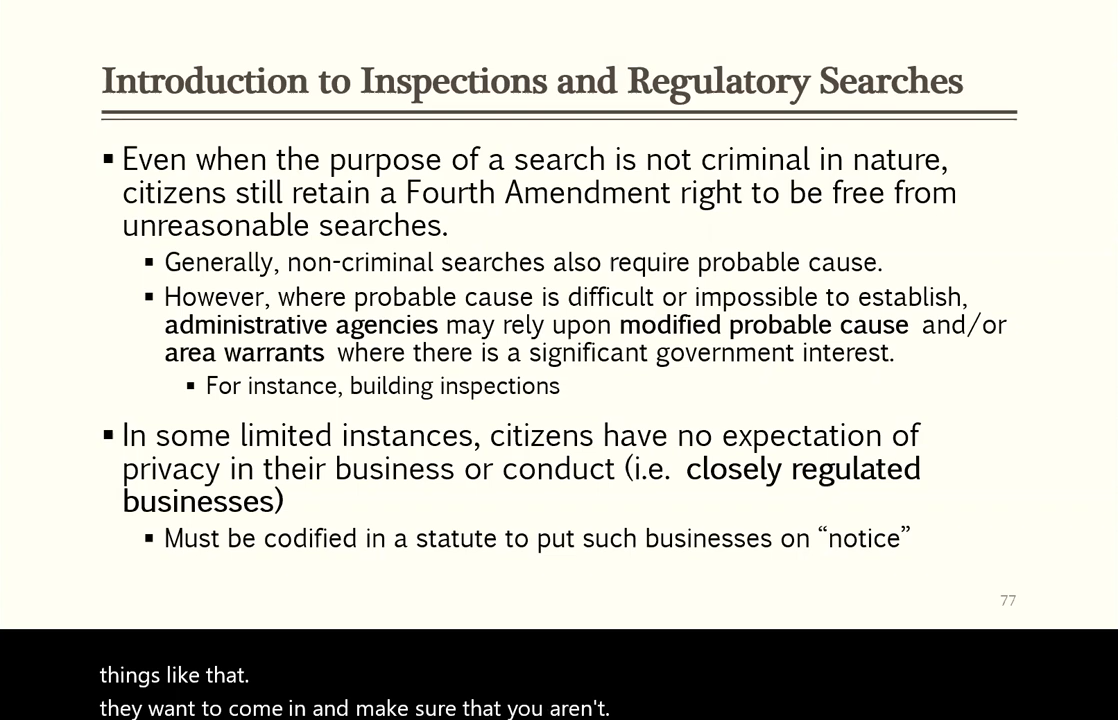 Introduction to Inspections and Regulatory Searches
▪ Even when the purpose of a search is not criminal in nature,
citizens still retain a Fourth Amendment right to be free from
unreasonable searches.
▪ Generally, non-criminal searches also require probable cause.
▪ However, where probable cause is difficult or impossible to establish,
administrative agencies may rely upon modified probable cause and/or
area warrants where there is a significant government interest.
▪ For instance, building inspections
▪ In some limited instances, citizens have no expectation of
privacy in their business or conduct (i.e. closely regulated
businesses)
▪ Must be codified in a statute to put such businesses on “notice”
77
things like that.
they want to come in and make sure that you aren't.